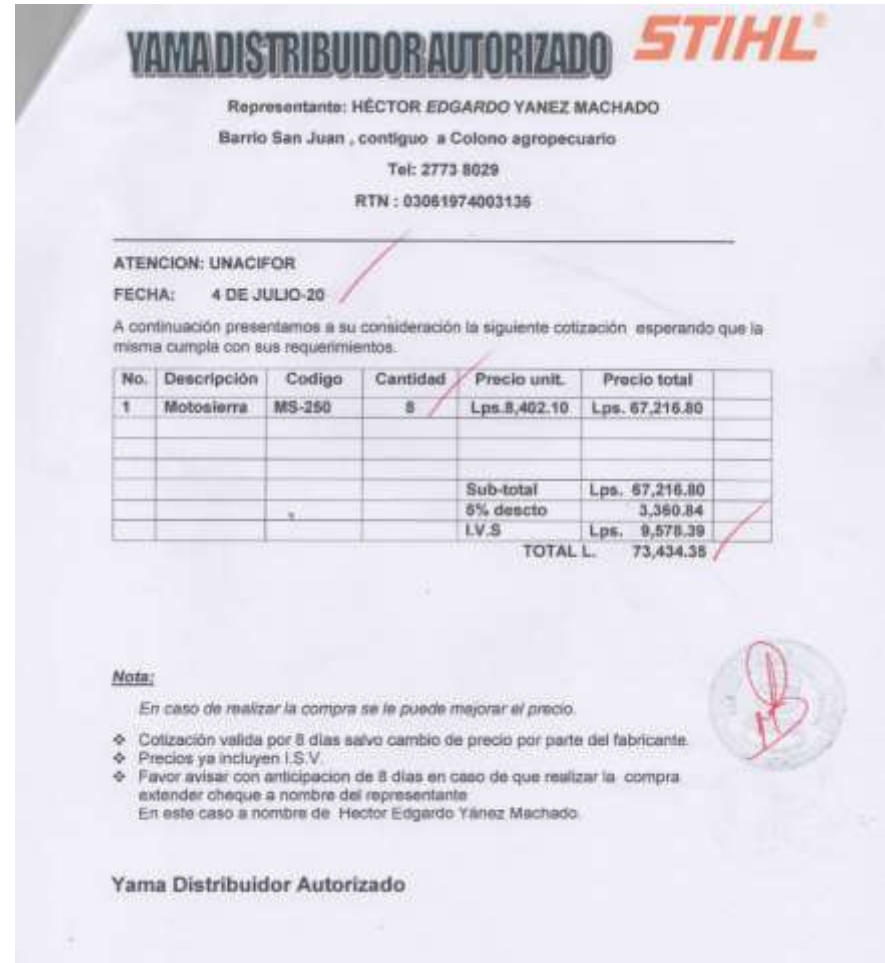 YAMA DISTRIBUIDOR AUTORIZADO STIHL®
Representante: HÉCTOR EDGARDO YANEZ MACHADO
Barrio San Juan , contiguo a Colono agropecuario
Tel: 2773 8029
RTN : 03061974003136
ATENCION: UNACIFOR
FECHA: 4 DE JULIO-20
A continuación presentamos a su consideración la siguiente cotización esperando que la
misma cumpla con sus requerimientos.
No. Descripción Codigo Cantidad Precio unit. Precio total
1 Motosierra MS-250 8 Lps.8,402.10 Lps. 67,216.80
Sub-total Lps. 67,216.80
5% descto 3,360.84
I.V.S Lps. 9,578.39
TOTAL L. 73,434.35
Nota:
En caso de realizar la compra se le puede mejorar el precio.
❖ Cotización valida por 8 días salvo cambio de precio por parte del fabricante.
❖ Precios ya incluyen I.S.V.
❖ Favor avisar con anticipacion de 8 días en caso de que realizar la compra
extender cheque a nombre del representante
En este caso a nombre de Hector Edgardo Yánez Machado.
Yama Distribuidor Autorizado